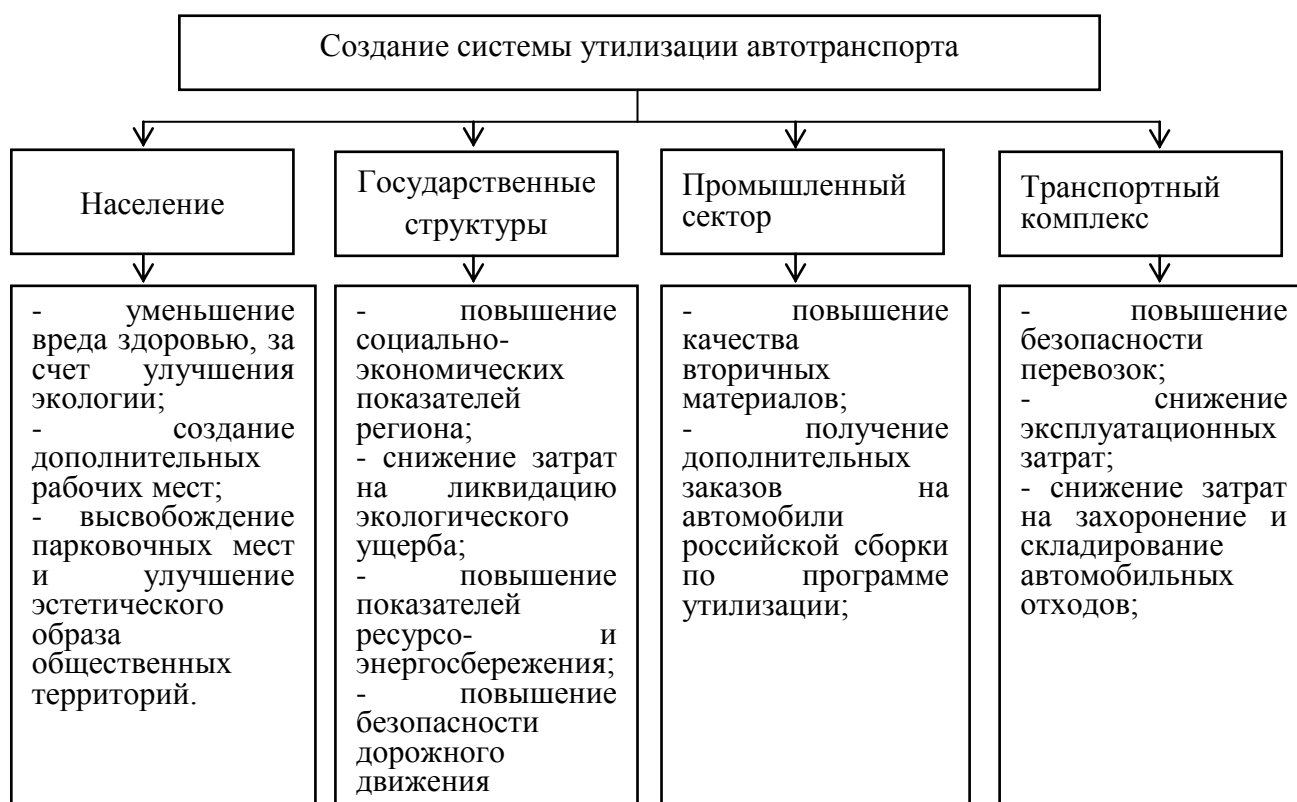 Создание системы утилизации автотранспорта
Население
Государственные
структуры
Промышленный
сектор
Транспортный
комплекс
- уменьшение
вреда здоровью, за
счет улучшения
экологии;
- создание
дополнительных
рабочих мест;
- высвобождение
парковочных мест
и улучшение
эстетического
образа
общественных
территорий.
- повышение
социально-
экономических
показателей
региона;
- снижение затрат
на ликвидацию
экологического
ущерба;
- повышение
показателей
ресурсо- и
энергосбережения;
- повышение
безопасности
дорожного
движения
- повышение
качества
вторичных
материалов;
- получение
дополнительных
заказов на
автомобили
российской сборки
по программе
утилизации;
- повышение
безопасности
перевозок;
- снижение
эксплуатационных
затрат;
- снижение затрат
на захоронение и
складирование
автомобильных
отходов;